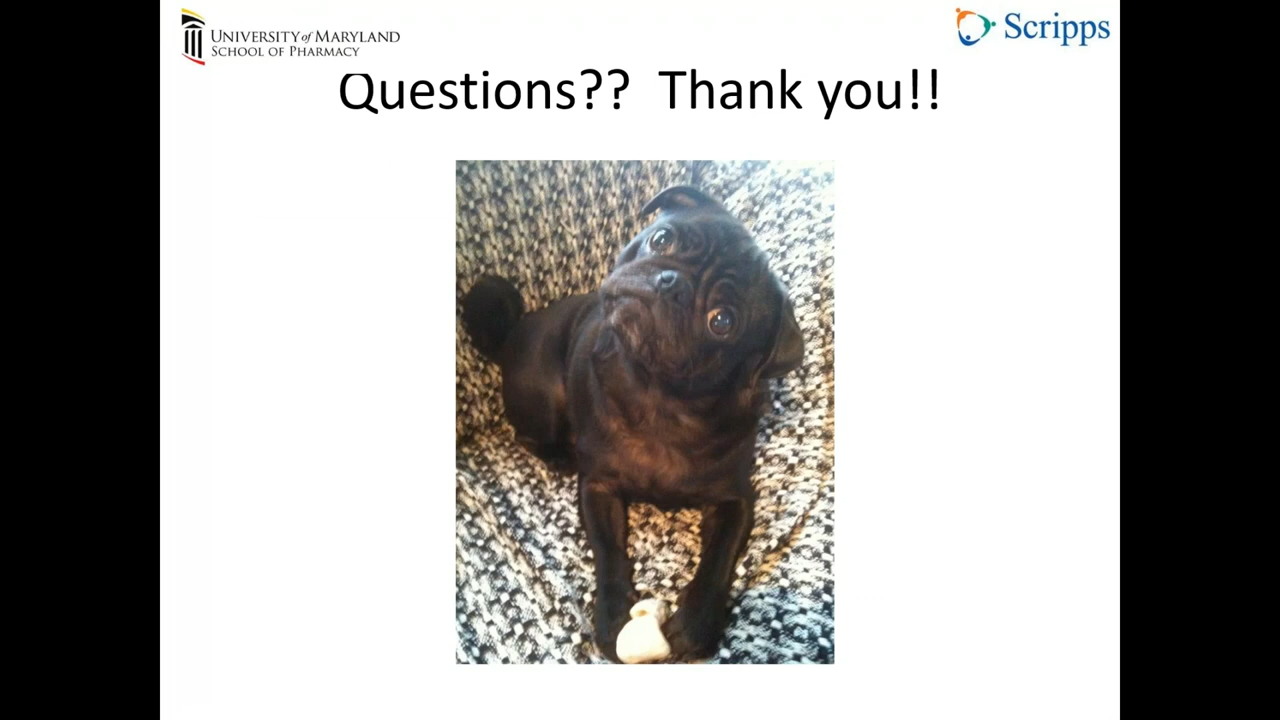 UNIVERSITY of MARYLAND
SCHOOL OF PHARMACY
Scripps
Questions??  Thank you!!